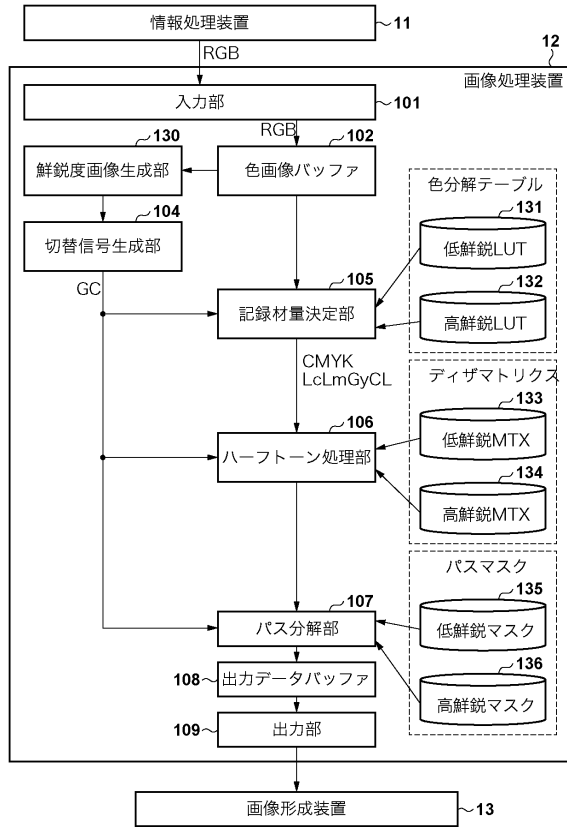 情報処理装置 11
RGB
12
画像処理装置
入力部 101
RGB
130 102
鮮鋭度画像生成部 色画像バッファ
色分解テーブル
104 131
切替信号生成部 低鮮鋭LUT
GC 105 132
記録材量決定部 高鮮鋭LUT
CMYK
LcLmGyCL
ディザマトリクス
106 133
ハーフトーン処理部 低鮮鋭MTX
134
高鮮鋭MTX
パスマスク
107 135
パス分解部 低鮮鋭マスク
108 出力データバッファ 136
高鮮鋭マスク
109 出力部
画像形成装置 13